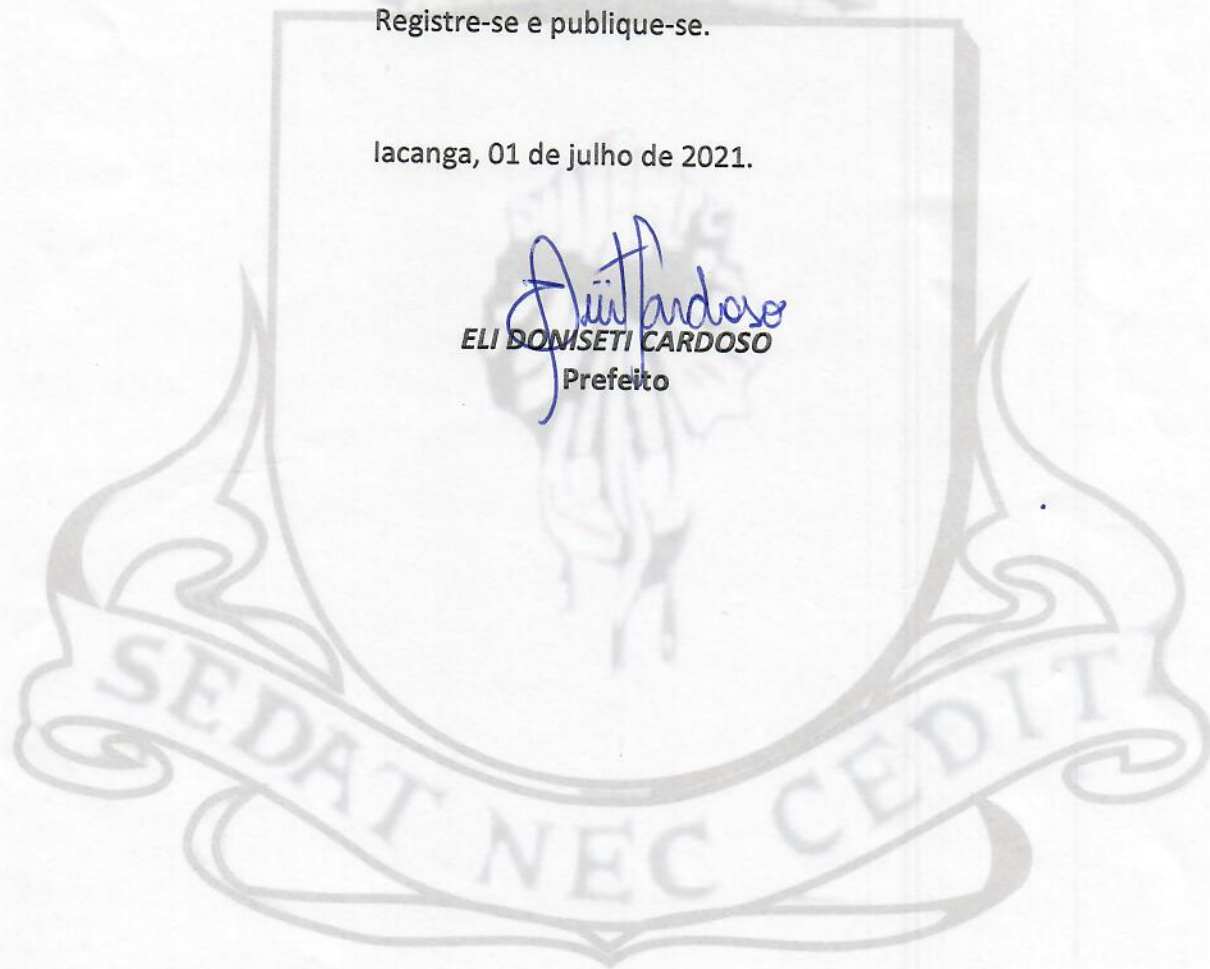 Registre-se e publique-se.
Iacanga, 01 de julho de 2021.
ELI DONISETI CARDOSO
Prefeito
SEDAT NEC CEDIT